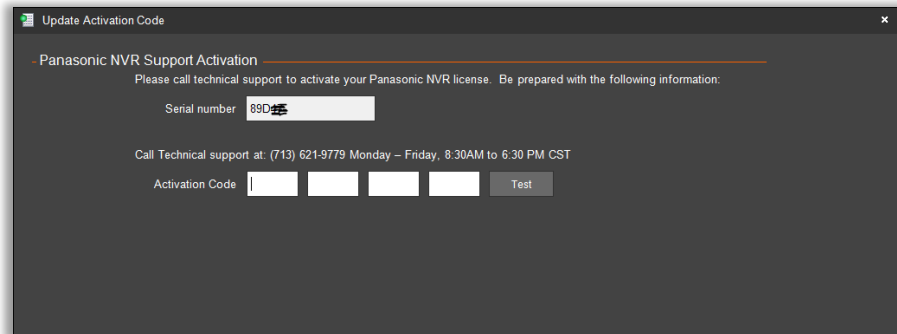 Update Activation Code
Panasonic NVR Support Activation
Please call technical support to activate your Panasonic NVR license. Be prepared with the following information:
Serial number 89D
Call Technical support at: (713) 621-9779 Monday – Friday, 8:30AM to 6:30 PM CST
Activation Code Test